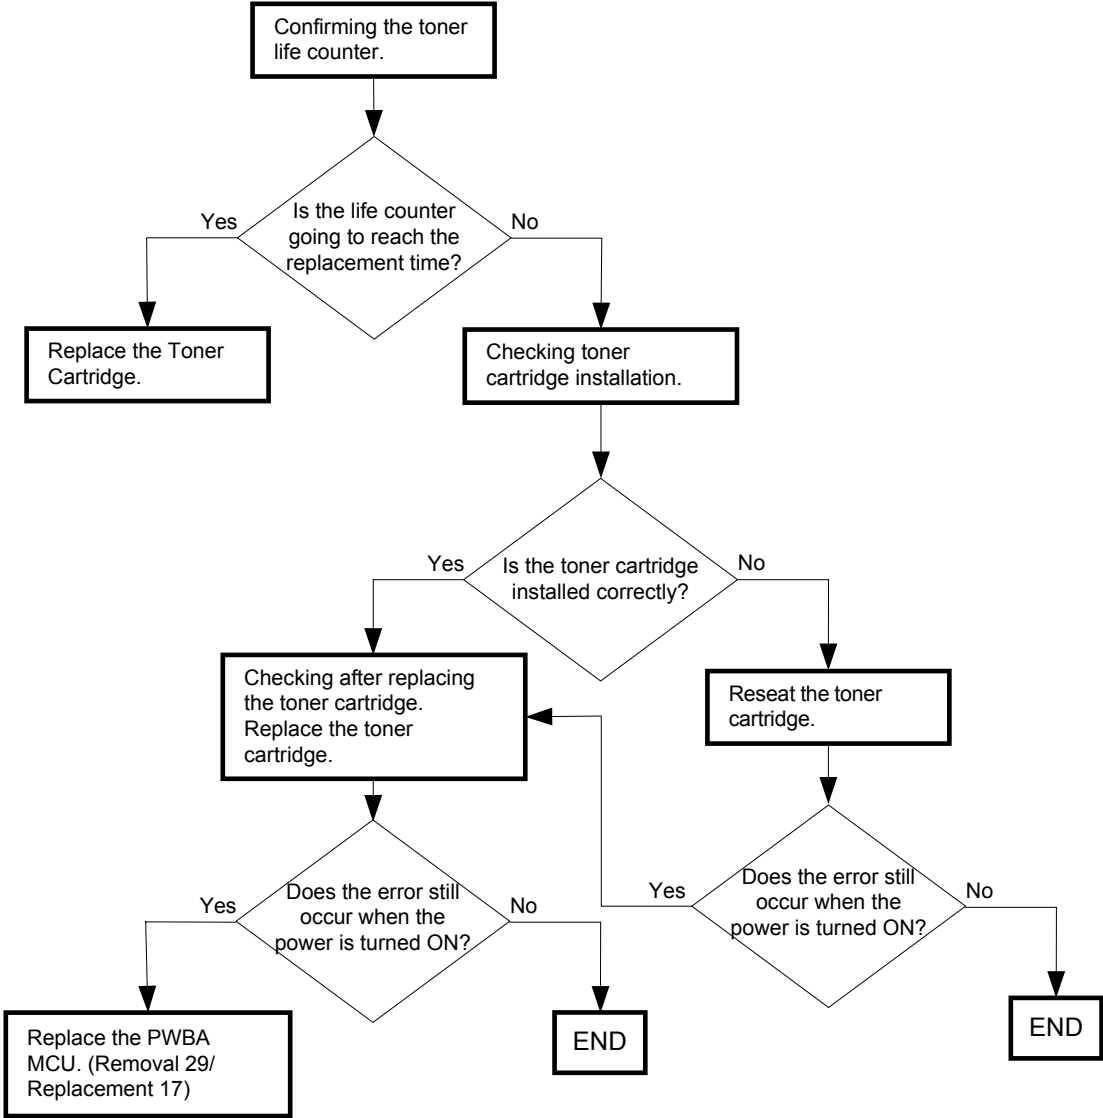 Confirming the toner
life counter.
Yes
Is the life counter
going to reach the
replacement time?
No
Replace the Toner
Cartridge.
Checking toner
cartridge installation.
Yes
Is the toner cartridge
installed correctly?
No
Checking after replacing
the toner cartridge.
Replace the toner
cartridge.
Reseat the toner
cartridge.
Yes
Does the error still
occur when the
power is turned ON?
No
Yes
Does the error still
occur when the
power is turned ON?
No
Replace the PWBA
MCU. (Removal 29/
Replacement 17)
END
END